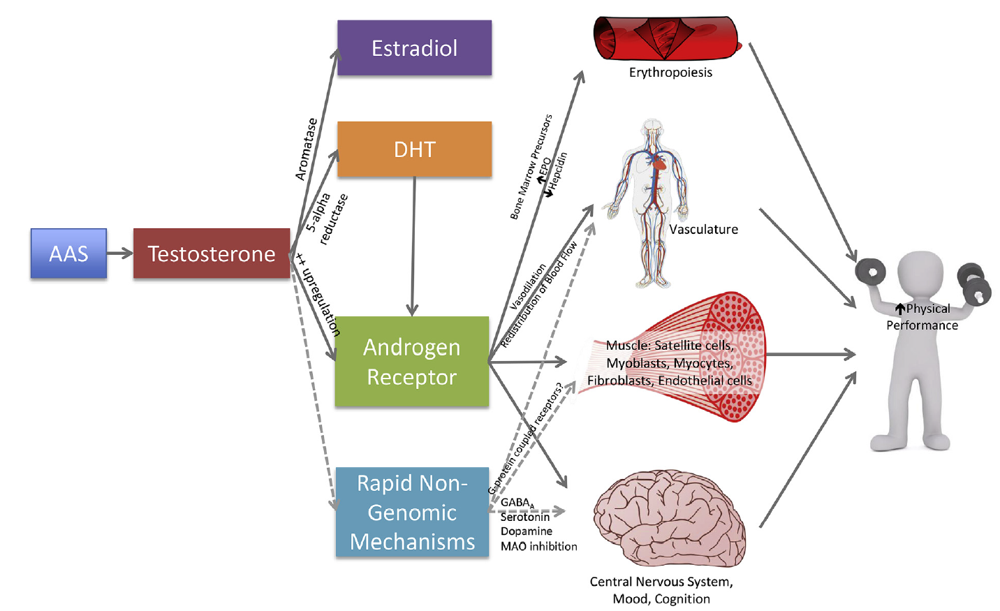 Estradiol
Erythropoiesis
Aromatase
DHT
Bone Marrow Precursors
🡹EPO
🡻Hepcidin
5-alpha
reductase
Vasculature
AAS
Testosterone
++ upregulation
Vasodilation
Redistribution of Blood Flow
🡹Physical
Performance
Androgen
Receptor
Muscle: Satellite cells,
Myoblasts, Myocytes,
Fibroblasts, Endothelial cells
G-protein coupled receptors?
Rapid Non-
Genomic
Mechanisms
GABAA
Serotonin
Dopamine
MAO inhibition
Central Nervous System,
Mood, Cognition